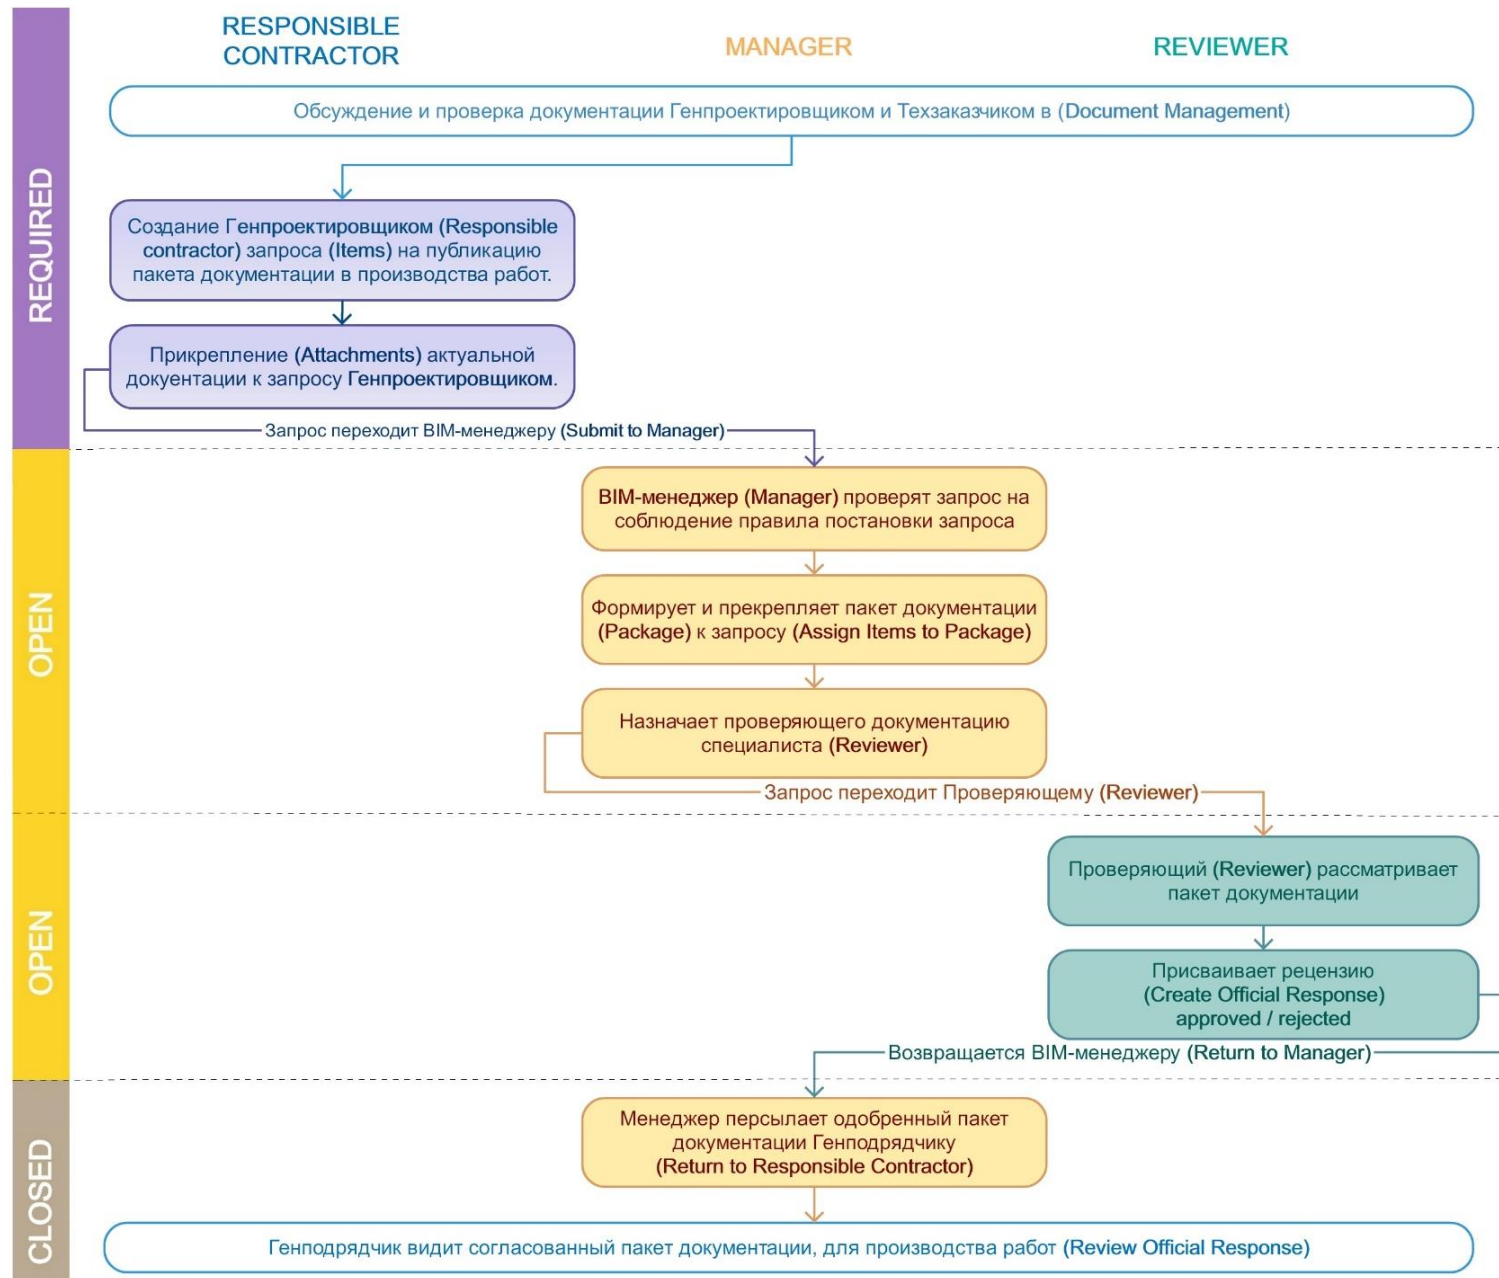 RESPONSIBLE
CONTRACTOR
MANAGER
REVIEWER
Обсуждение и проверка документации Генпроектировщиком и Техзаказчиком в (Document Management)
REQUIRED
Создание Генпроектировщиком (Responsible
contractor) запроса (Items) на публикацию
пакета документации в производства работ.
Прикрепление (Attachments) актуальной
докуентации к запросу Генпроектировщиком.
Запрос переходит BIM-менеджеру (Submit to Manager)
OPEN
BIM-менеджер (Manager) проверят запрос на
соблюдение правила постановки запроса
Формирует и прекрепляет пакет документации
(Package) к запросу (Assign Items to Package)
Назначает проверяющего документацию
специалиста (Reviewer)
Запрос переходит Проверяющему (Reviewer)
OPEN
Проверяющий (Reviewer) рассматривает
пакет документации
Присваивает рецензию
(Create Official Response)
approved / rejected
Возвращается BIM-менеджеру (Return to Manager)
CLOSED
Менеджер персылает одобренный пакет
документации Генподрядчику
(Return to Responsible Contractor)
Генподрядчик видит согласованный пакет документации, для производства работ (Review Official Response)